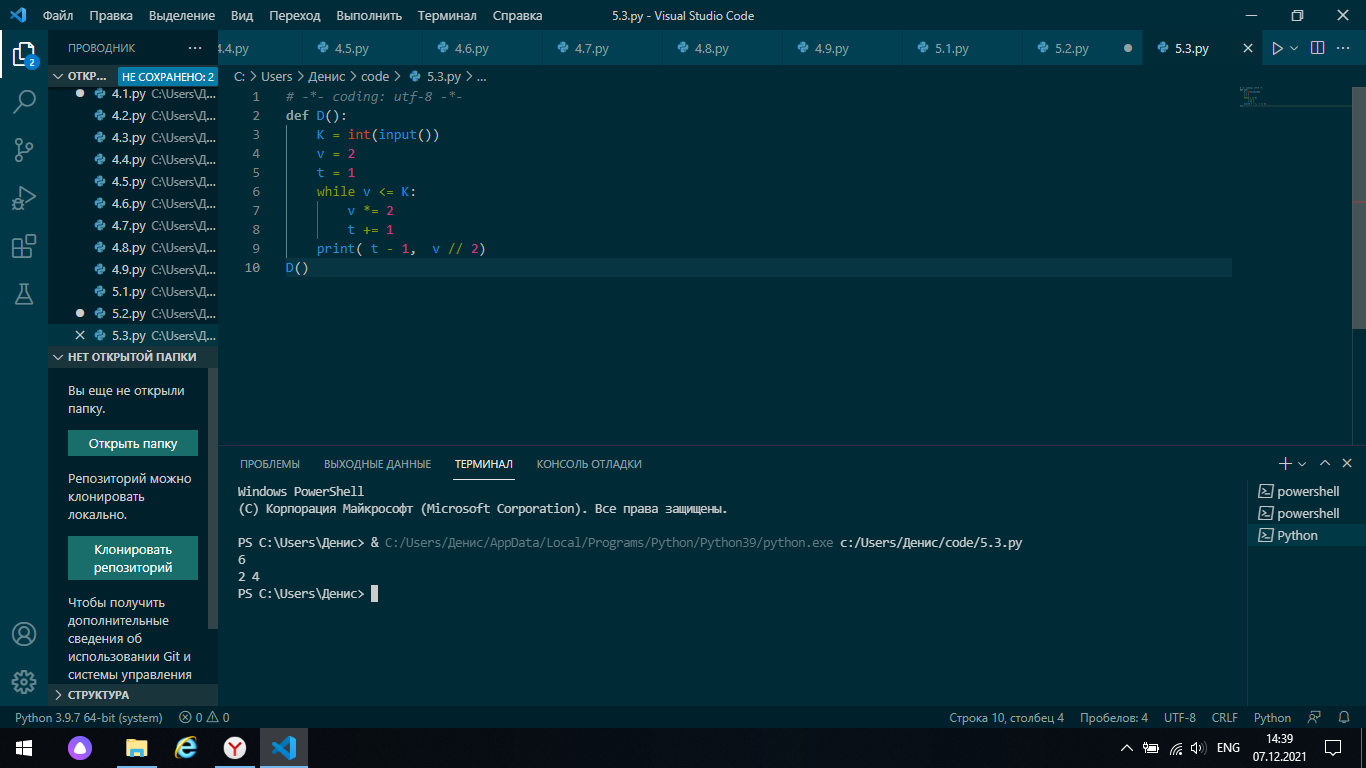 Файл Правка Выделение Вид Переход Выполнить Терминал Справка 5.3.py - Visual Studio Code
ПРОВОДНИК ...
4.4.py 4.5.py 4.6.py 4.7.py 4.8.py 4.9.py 5.1.py 5.2.py 5.3.py
2
ОТКР... НЕ СОХРАНЕНО: 2
4.1.py C:\Users\Д...
4.2.py C:\Users\Д...
4.3.py C:\Users\Д...
4.4.py C:\Users\Д...
4.5.py C:\Users\Д...
4.6.py C:\Users\Д...
4.7.py C:\Users\Д...
4.8.py C:\Users\Д...
4.9.py C:\Users\Д...
5.1.py C:\Users\Д...
5.2.py C:\Users\Д...
5.3.py C:\Users\Д...
НЕТ ОТКРЫТОЙ ПАПКИ
Вы еще не открыли
папку.
Открыть папку
Репозиторий можно
клонировать
локально.
Клонировать
репозиторий
Чтобы получить
дополнительные
сведения об
использовании Git и
системы управления
СТРУКТУРА
C: > Users > Денис > code > 5.3.py > ...
1 # -*- coding: utf-8 -*-
2 def D():
3 K = int(input())
4 v = 2
5 t = 1
6 while v <= K:
7 v *= 2
8 t += 1
9 print( t - 1,  v // 2)
10 D()
ПРОБЛЕМЫ ВЫХОДНЫЕ ДАННЫЕ ТЕРМИНАЛ КОНСОЛЬ ОТЛАДКИ
Windows PowerShell
(C) Корпорация Майкрософт (Microsoft Corporation). Все права защищены.
PS C:\Users\Денис> & C:/Users/Денис/AppData/Local/Programs/Python/Python39/python.exe c:/Users/Денис/code/5.3.py
6
2 4
PS C:\Users\Денис>
powershell
powershell
Python
Python 3.9.7 64-bit (system) 0 0 Строка 10, столбец 4 Пробелов: 4 UTF-8 CRLF Python
ENG
14:39
07.12.2021